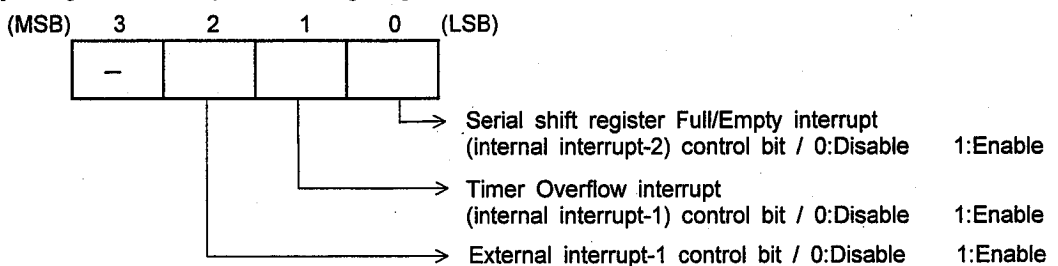 (MSB) 3 2 1 0 (LSB)
–
Serial shift register Full/Empty interrupt
(internal interrupt-2) control bit / 0:Disable 1:Enable
Timer Overflow interrupt
(internal interrupt-1) control bit / 0:Disable 1:Enable
External interrupt-1 control bit / 0:Disable 1:Enable